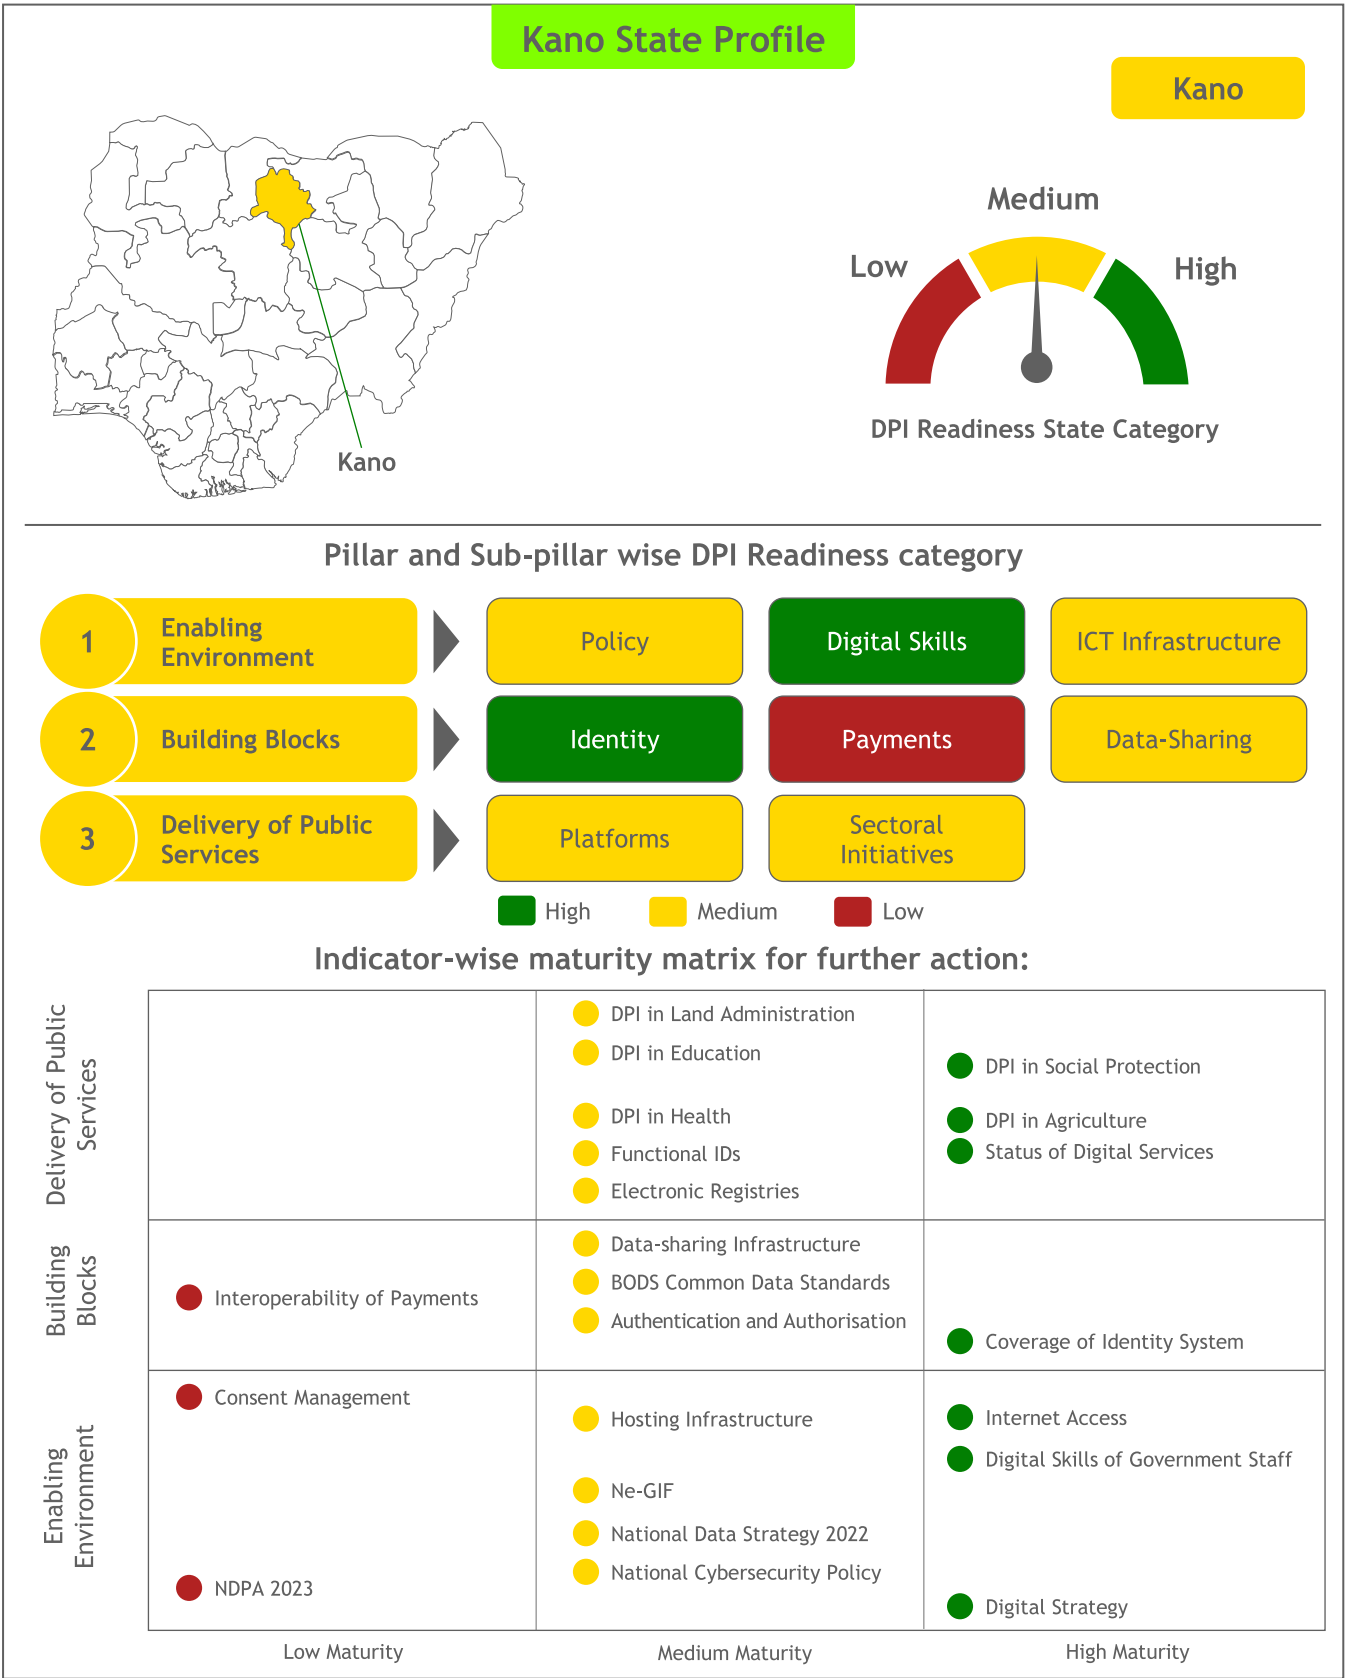 Kano State Profile
Kano
Medium
Low
High
DPI Readiness State Category
Kano
Pillar and Sub-pillar wise DPI Readiness category
1
Enabling
Environment
Policy
Digital Skills
ICT Infrastructure
2
Building Blocks
Identity
Payments
Data-Sharing
3
Delivery of Public
Services
Platforms
Sectoral
Initiatives
High
Medium
Low
Indicator-wise maturity matrix for further action:
Delivery of Public
Services
DPI in Land Administration
DPI in Education
DPI in Health
Functional IDs
Electronic Registries
DPI in Social Protection
DPI in Agriculture
Status of Digital Services
Building
Blocks
Interoperability of Payments
Data-sharing Infrastructure
BODS Common Data Standards
Authentication and Authorisation
Coverage of Identity System
Enabling
Environment
Consent Management
NDPA 2023
Hosting Infrastructure
Ne-GIF
National Data Strategy 2022
National Cybersecurity Policy
Internet Access
Digital Skills of Government Staff
Digital Strategy
Low Maturity
Medium Maturity
High Maturity